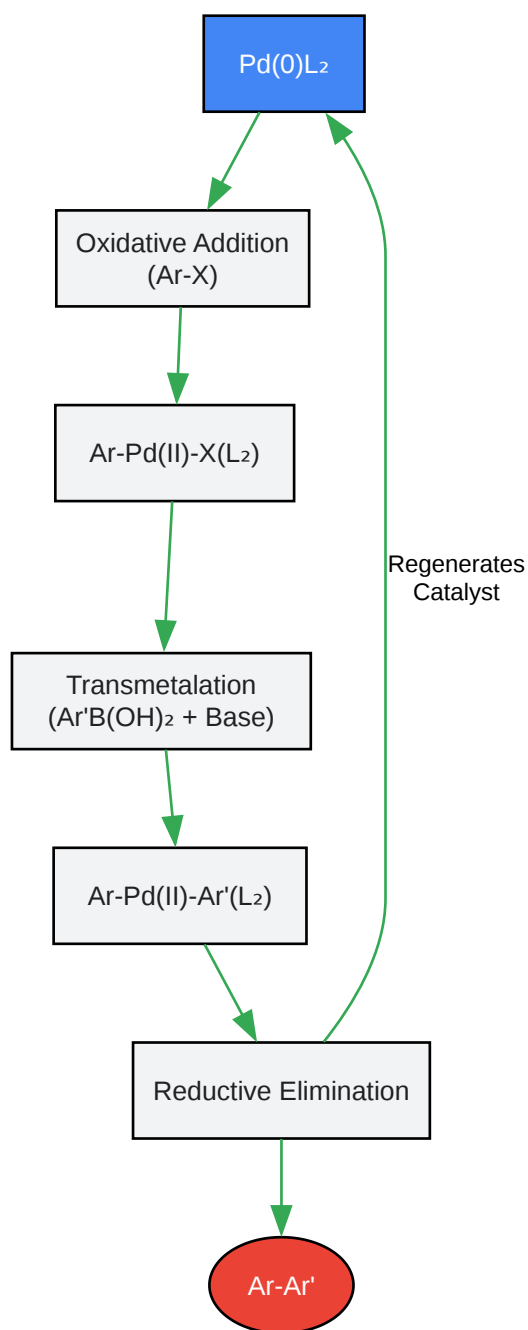 Pd(0)L₂
Oxidative Addition
(Ar-X)
Ar-Pd(II)-X(L₂)
Regenerates
Catalyst
Transmetalation
(Ar'B(OH)₂ + Base)
Ar-Pd(II)-Ar'(L₂)
Reductive Elimination
Ar-Ar'